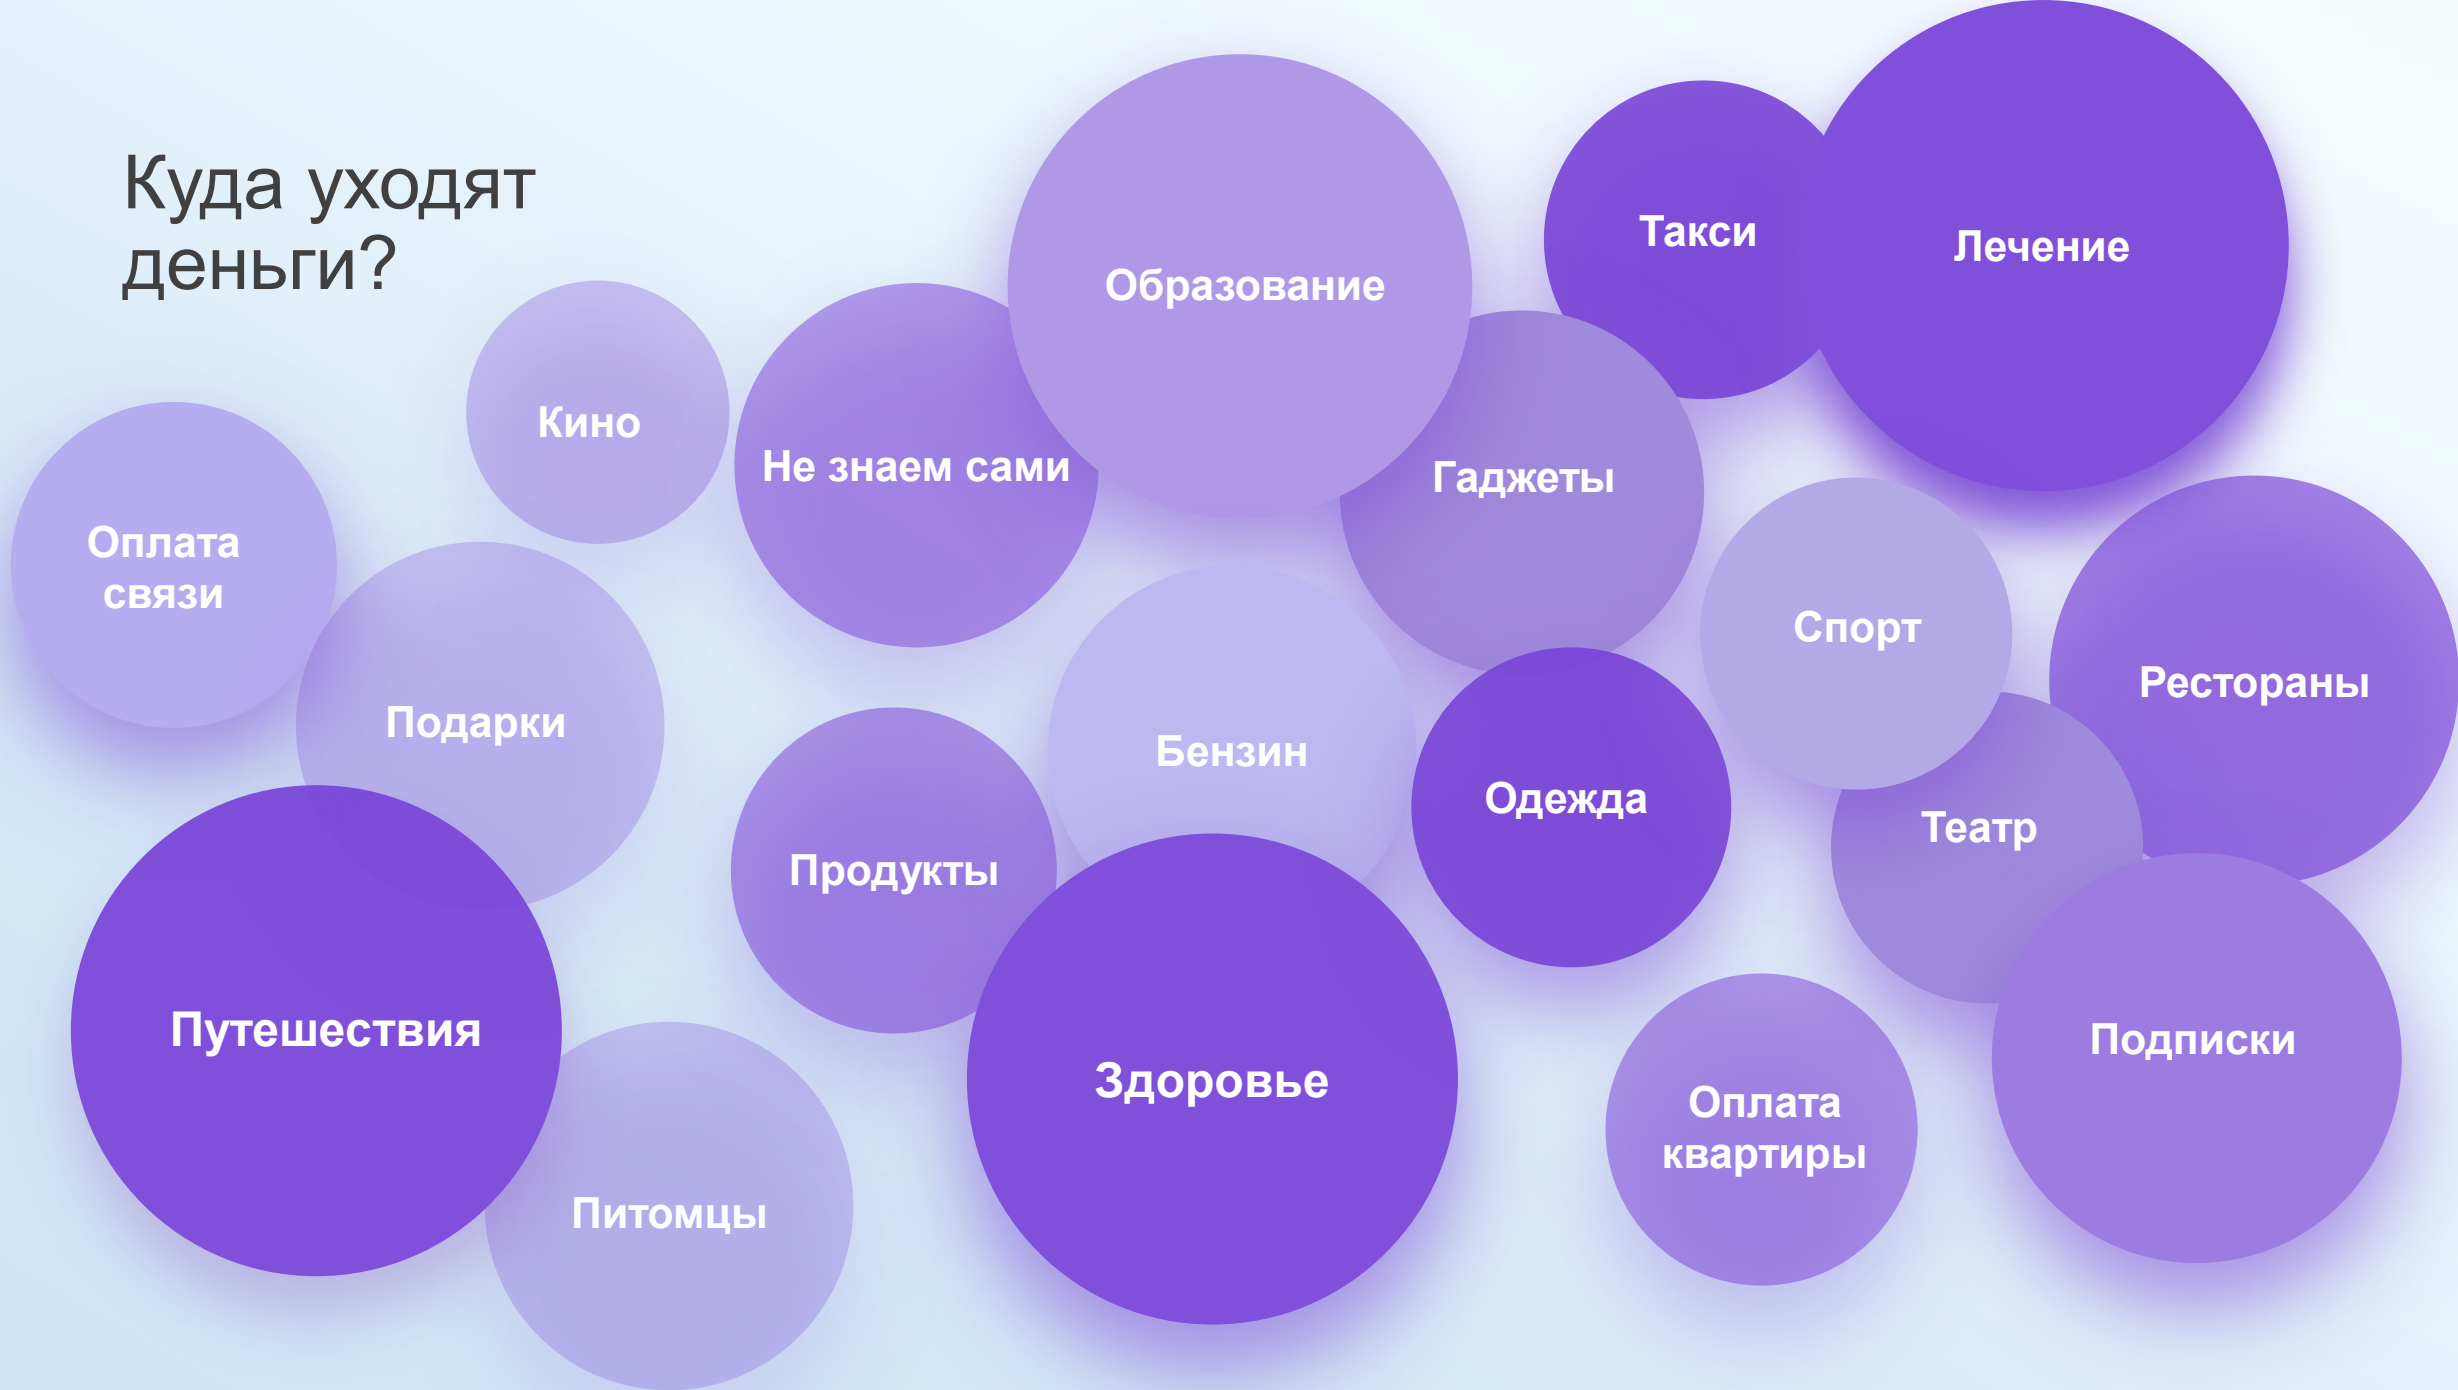 Куда уходят
деньги?
Образование
Такси
Лечение
Кино
Не знаем сами
Гаджеты
Оплата
связи
Спорт
Рестораны
Подарки
Бензин
Одежда
Театр
Продукты
Путешествия
Здоровье
Подписки
Оплата
квартиры
Питомцы